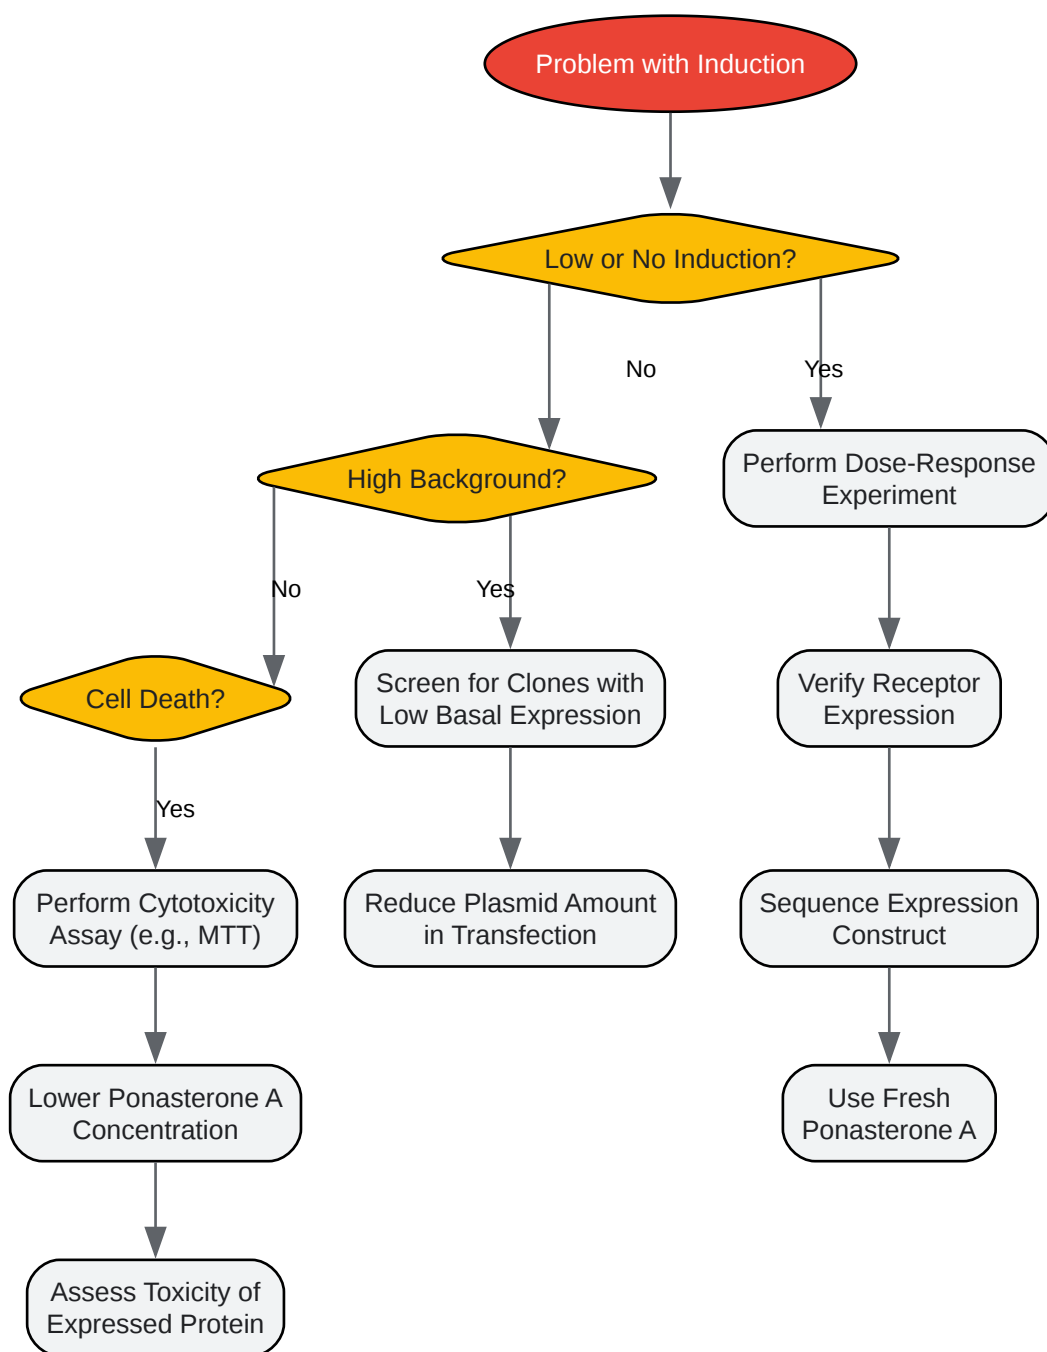 Problem with Induction
Low or No Induction?
No
Yes
High Background?
Perform Dose-Response
Experiment
No
Yes
Cell Death?
Screen for Clones with
Low Basal Expression
Verify Receptor
Expression
Yes
Perform Cytotoxicity
Assay (e.g., MTT)
Reduce Plasmid Amount
in Transfection
Sequence Expression
Construct
Lower Ponasterone A
Concentration
Use Fresh
Ponasterone A
Assess Toxicity of
Expressed Protein